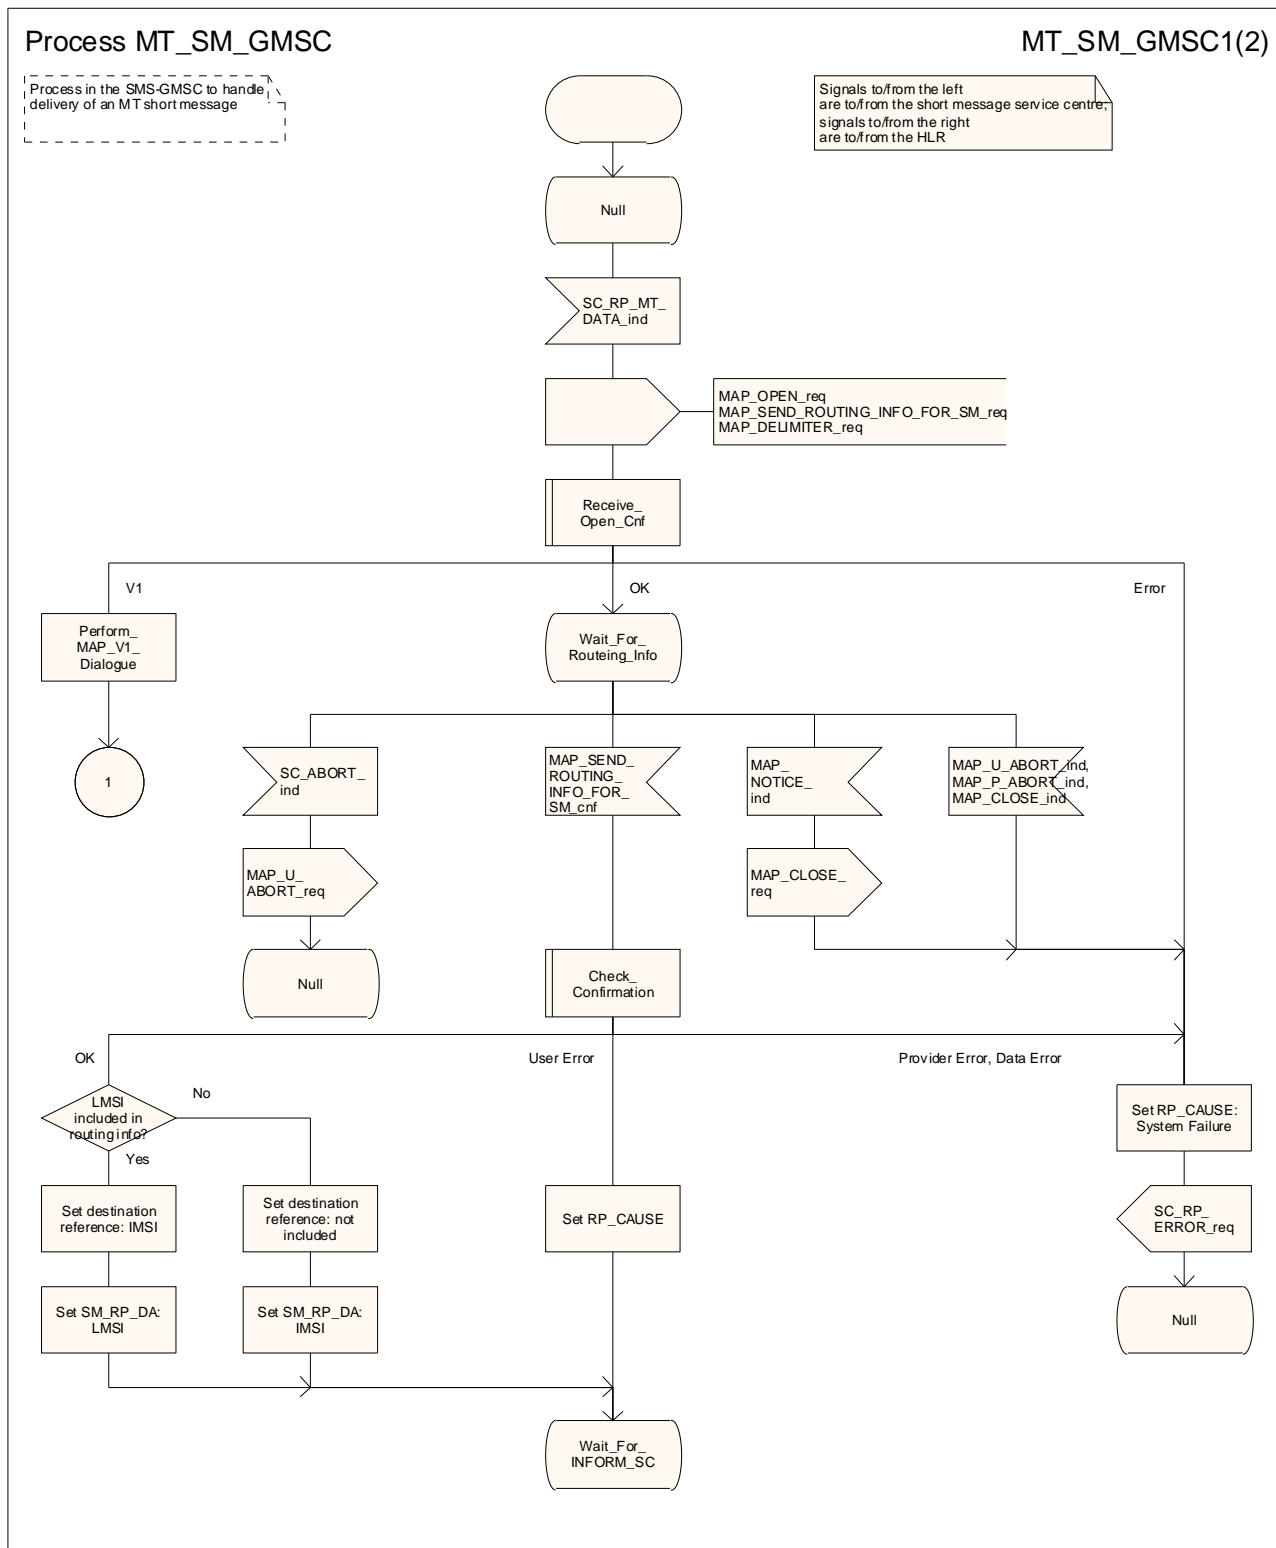 Process MT_SM_GMSC
MT_SM_GMSC1(2)
Process in the SMS-GMSC to handle
delivery of an MT short message
Signals to/from the left
are to/from the short message service centre;
signals to/from the right
are to/from the HLR
Null
SC_RP_MT_
DATA_ind
MAP_OPEN_req
MAP_SEND_ROUTING_INFO_FOR_SM_req
MAP_DELIMITER_req
Receive_
Open_Cnf
V1
OK
Error
Perform_
MAP_V1_
Dialogue
Wait_For_
Routeing_Info
1
SC_ABORT_
ind
MAP_SEND_
ROUTING_
INFO_FOR_
SM_cnf
MAP_
NOTICE_
ind
MAP_U_ABORT_ind,
MAP_P_ABORT_ind,
MAP_CLOSE_ind
MAP_U_
ABORT_req
MAP_CLOSE_
req
Null
Check_
Confirmation
OK
User Error
Provider Error, Data Error
LMSI
included in
routing info?
No
Yes
Set RP_CAUSE:
System Failure
Set destination
reference: IMSI
Set destination
reference: not
included
Set RP_CAUSE
SC_RP_
ERROR_req
Set SM_RP_DA:
LMSI
Set SM_RP_DA:
IMSI
Null
Wait_For_
INFORM_SC